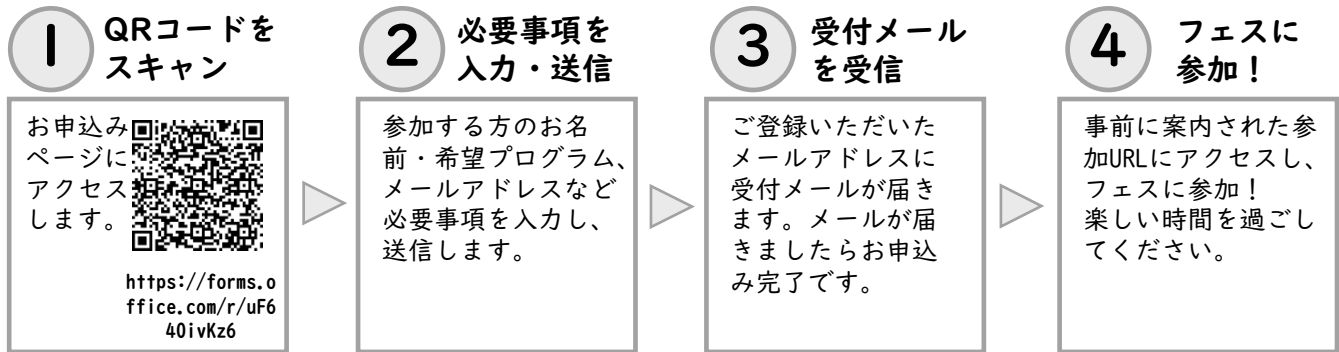 1
QRコードを
スキャン
お申込み
ページに
アクセス
します。
https://forms.o
ffice.com/r/uF6
40ivKz6
2
必要事項を
入力・送信
参加する方のお名
前・希望プログラム、
メールアドレスなど
必要事項を入力し、
送信します。
3
受付メール
を受信
ご登録いただいた
メールアドレスに
受付メールが届き
ます。メールが届
きましたらお申込
み完了です。
4
フェスに
参加！
事前に案内された参
加URLにアクセスし、
フェスに参加！
楽しい時間を過ごし
てください。